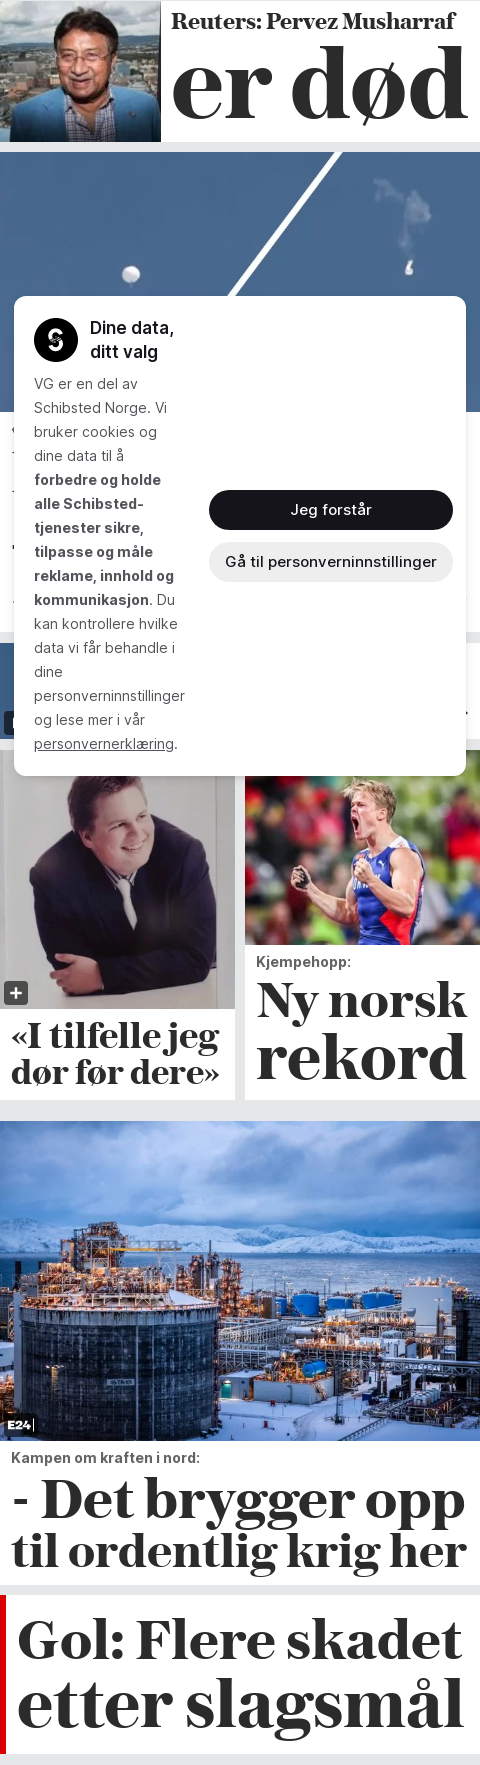 Reuters: Pervez Musharraf
er død
Dine data,
ditt valg
VG er en del av
Schibsted Norge. Vi
bruker cookies og
dine data til å
forbedre og holde
alle Schibsted-
tjenester sikre,
tilpasse og måle
reklame, innhold og
kommunikasjon. Du
kan kontrollere hvilke
data vi får behandle i
dine
personverninnstillinger
og lese mer i vår
personvernerklæring.
Jeg forstår
Gå til personverninnstillinger
«I tilfelle jeg
dør før dere»
Kjempehopp:
Ny norsk
rekord
E24
Kampen om kraften i nord:
- Det brygger opp
til ordentlig krig her
Gol: Flere skadet
etter slagsmål